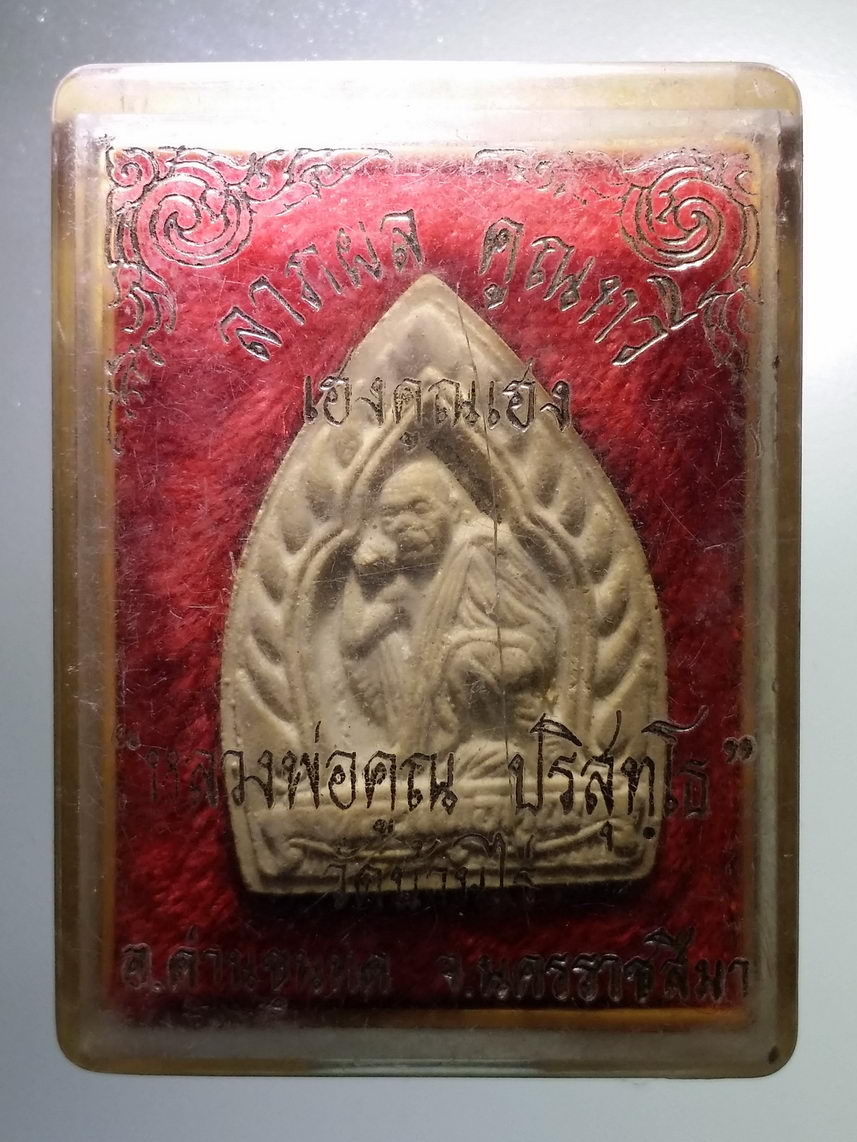 ลาภผล คูณทวี
เฮงคูณเฮง
"หลวงพ่อคูณ ปริสุทฺโธ"
วัดบ้านไร่
อ.ด่านขุนทด จ.นครราชสีมา